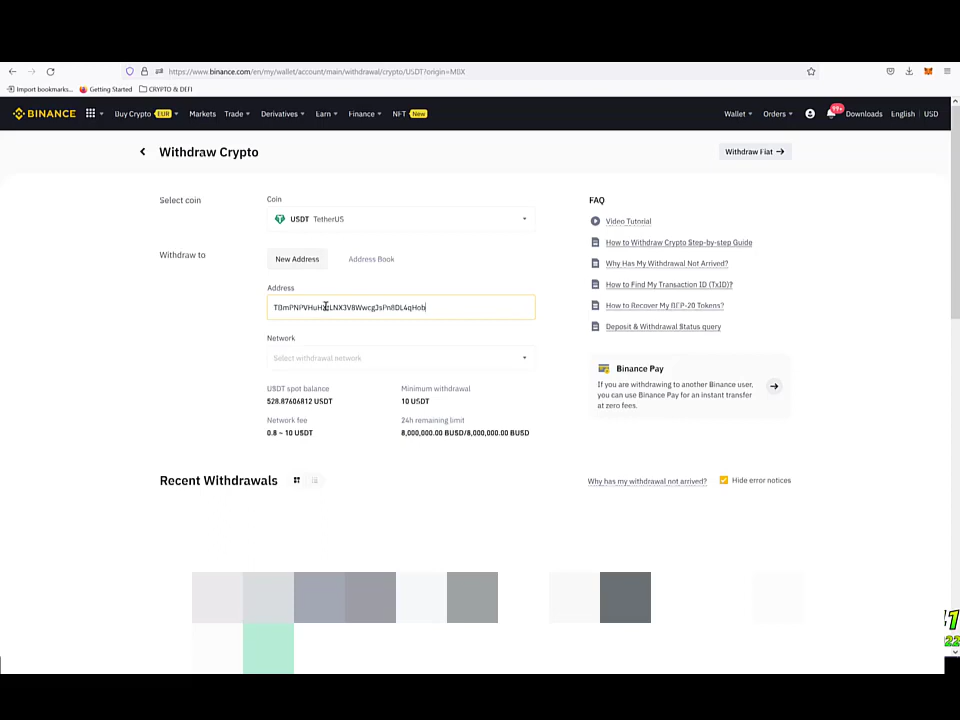 https://www.binance.com/en/my/wallet/account/main/withdrawal/crypto/USDT?origin=MBX
Import bookmarks... Getting Started CRYPTO & DEFI
BINANCE Buy Crypto EUR Markets Trade Derivatives Earn Finance NFT New Wallet Orders 99+ Downloads English USD
Withdraw Crypto
Withdraw Fiat
Select coin
Coin
USDT TetherUS
Withdraw to
New Address Address Book
Address
Network
Select withdrawal network
USDT spot balance
528.87606812 USDT
Minimum withdrawal
10 USDT
Network fee
0.8 ~ 10 USDT
24h remaining limit
8,000,000.00 BUSD/8,000,000.00 BUSD
FAQ
Video Tutorial
How to Withdraw Crypto Step-by-step Guide
Why Has My Withdrawal Not Arrived?
How to Find My Transaction ID (TxID)?
How to Recover My BEP-20 Tokens?
Deposit & Withdrawal Status query
Binance Pay
If you are withdrawing to another Binance user,
you can use Binance Pay for an instant transfer
at zero fees.
Recent Withdrawals
Why has my withdrawal not arrived?
Hide error notices